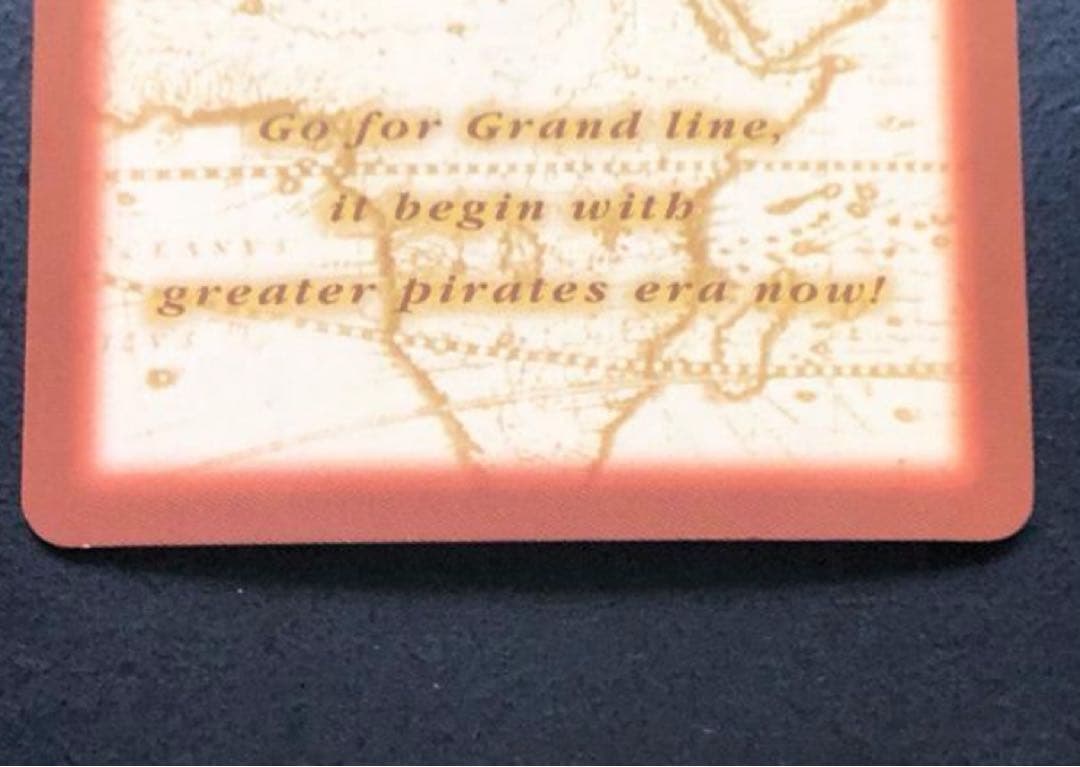 Go for Grand line,
it begin with
greater pirates era now!